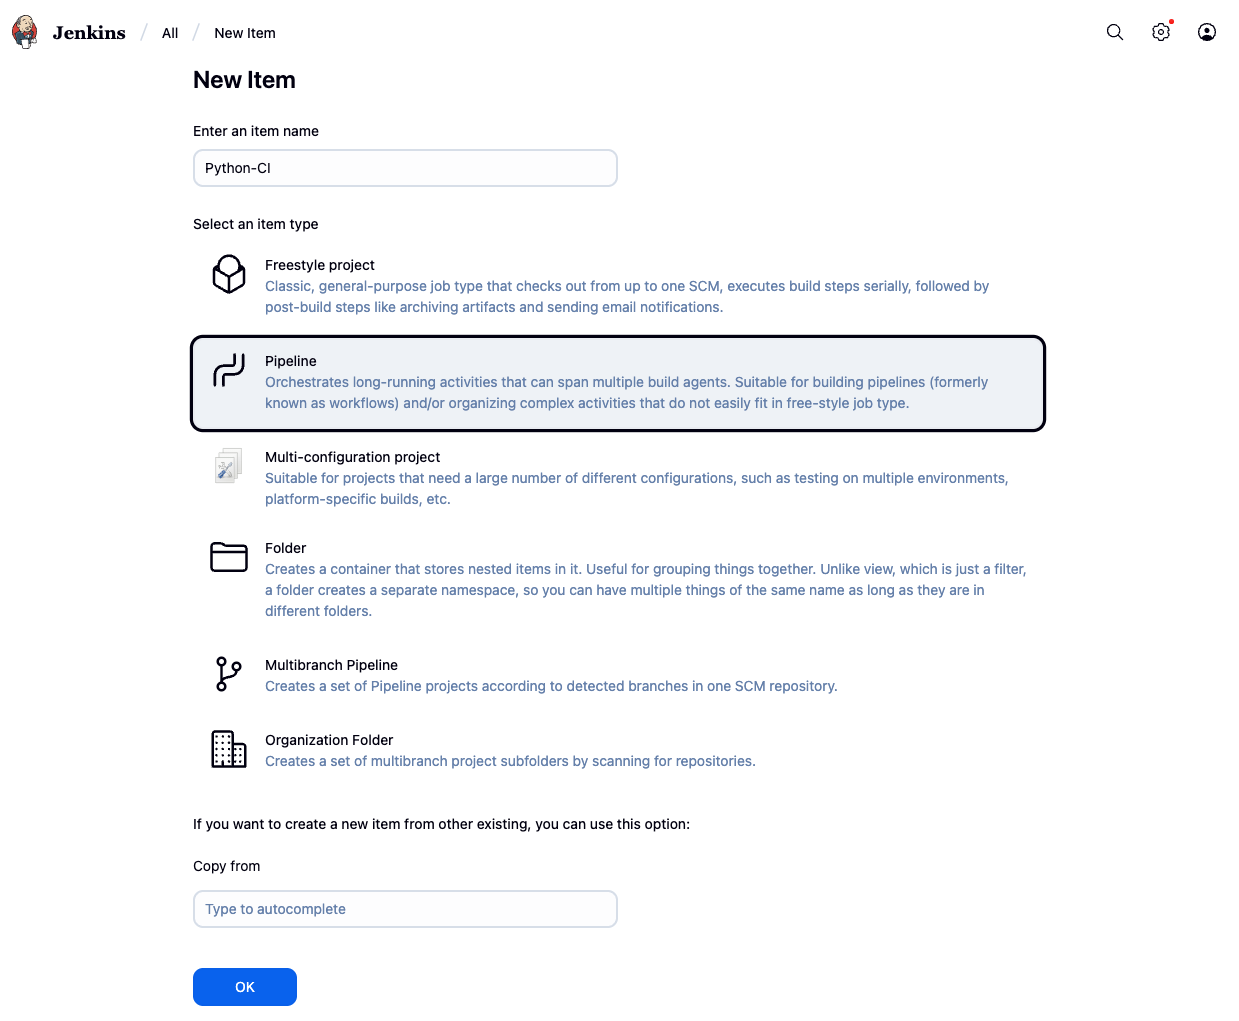 Jenkins / All / New Item
New Item
Enter an item name
Python-CI
Select an item type
Freestyle project
Classic, general-purpose job type that checks out from up to one SCM, executes build steps serially, followed by
post-build steps like archiving artifacts and sending email notifications.
Pipeline
Orchestrates long-running activities that can span multiple build agents. Suitable for building pipelines (formerly
known as workflows) and/or organizing complex activities that do not easily fit in free-style job type.
Multi-configuration project
Suitable for projects that need a large number of different configurations, such as testing on multiple environments,
platform-specific builds, etc.
Folder
Creates a container that stores nested items in it. Useful for grouping things together. Unlike view, which is just a filter,
a folder creates a separate namespace, so you can have multiple things of the same name as long as they are in
different folders.
Multibranch Pipeline
Creates a set of Pipeline projects according to detected branches in one SCM repository.
Organization Folder
Creates a set of multibranch project subfolders by scanning for repositories.
If you want to create a new item from other existing, you can use this option:
Copy from
Type to autocomplete
OK